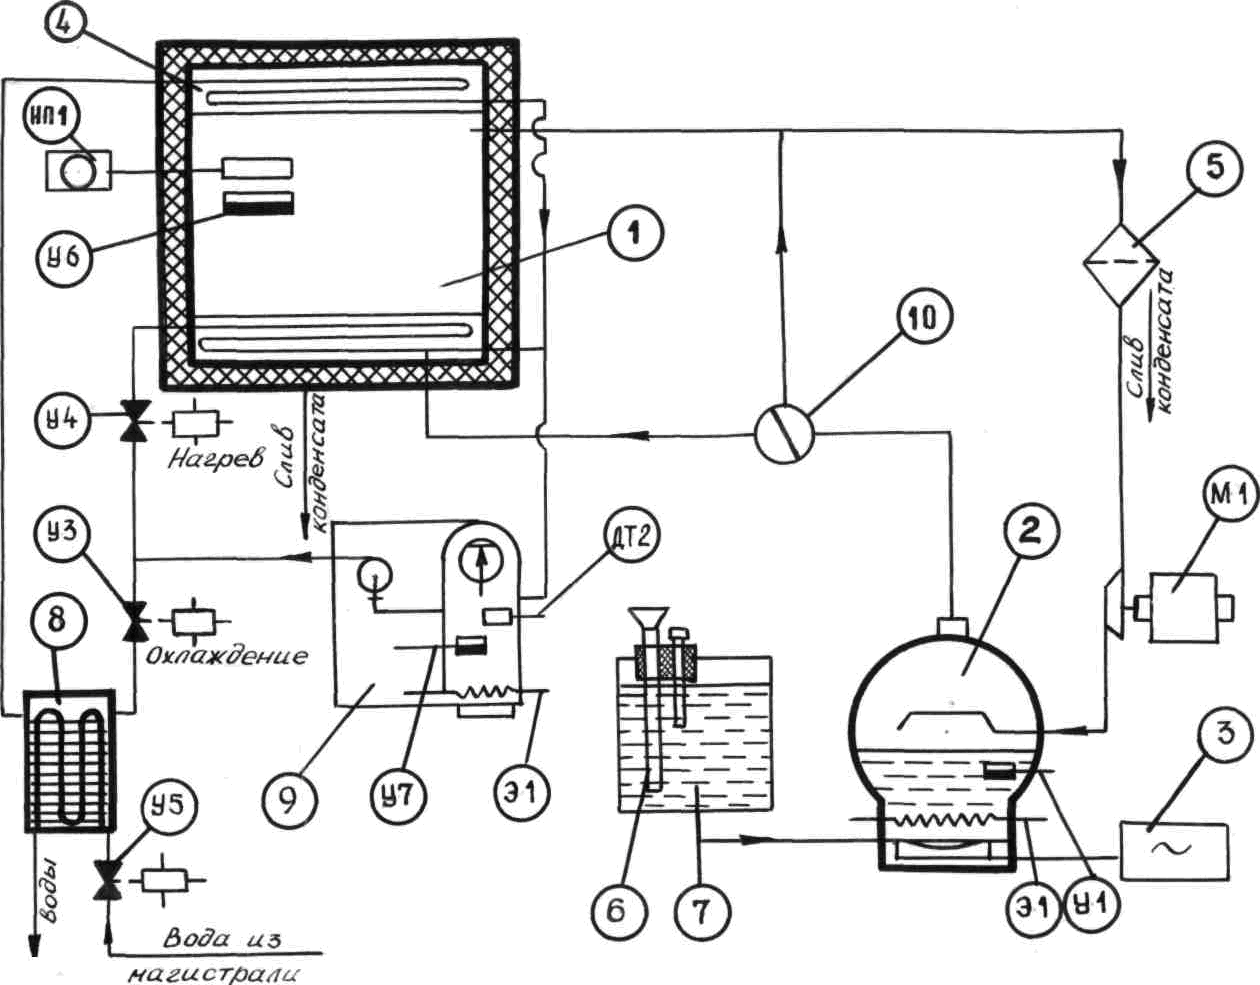 4
ИП1
У6
1
5
Слив
конденсата
10
У4
Нагрев
Слив
конденсата
М1
У3
ДТ2
2
8
Охлаждение
3
9
У7
Э1
У5
6
7
Э1
У1
воды
Вода из
магистрали